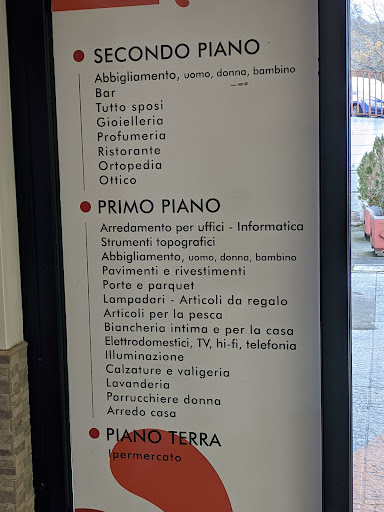 SECONDO PIANO
Abbigliamento, uomo, donna, bambino
Bar
Tutto sposi
Gioielleria
Profumeria
Ristorante
Ortopedia
Ottico
PRIMO PIANO
Arredamento per uffici - Informatica
Strumenti topografici
Abbigliamento, uomo, donna, bambino
Pavimenti e rivestimenti
Porte e parquet
Lampadari - Articoli da regalo
Articoli per la pesca
Biancheria intima e per la casa
Elettrodomestici, TV, hi-fi, telefonia
Illuminazione
Calzature e valigeria
Lavanderia
Parrucchiere donna
Arredo casa
PIANO TERRA
Ipermercato